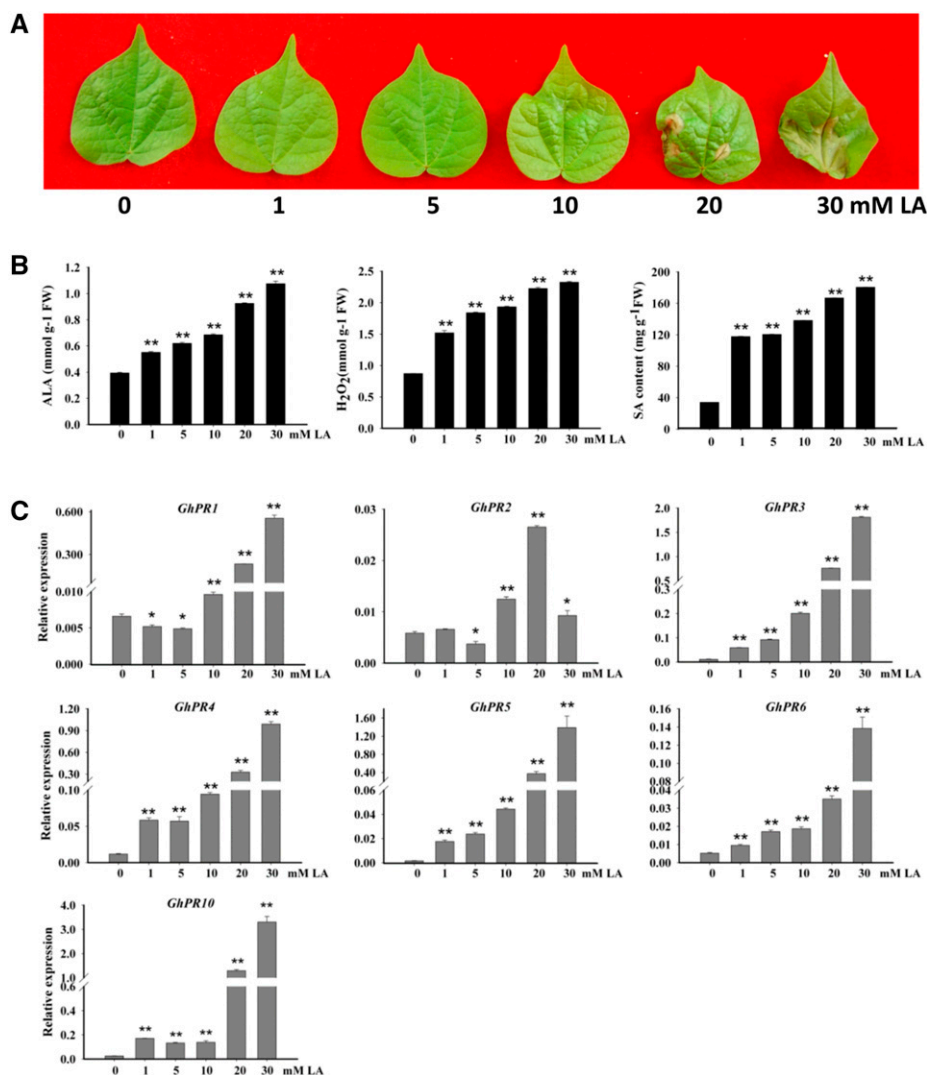 A
0 1 5 10 20 30 mM LA
B
ALA (mmol g-1 FW)
1.2
1.0
0.8
0.6
0.4
0.2
0.0
** ** ** ** **
0 1 5 10 20 30 mM LA
H2O2(mmol g-1 FW)
2.5
2.0
1.5
1.0
0.5
0.0
** ** ** ** **
0 1 5 10 20 30 mM LA
SA content (mg g-1FW)
200
160
120
80
40
0
** ** ** ** **
0 1 5 10 20 30 mM LA
C
GhPR1
Relative expression
0.600
0.300
0.010
0.005
0.000
* * ** ** **
0 1 5 10 20 30 mM LA
GhPR2
0.03
0.02
0.01
0.00
* ** ** *
0 1 5 10 20 30 mM LA
GhPR3
2.0
1.5
1.0
0.5
0.3
0.2
0.1
0.0
** ** ** ** **
0 1 5 10 20 30 mM LA
GhPR4
Relative expression
1.20
0.90
0.60
0.30
0.10
0.05
0.00
** ** ** ** **
0 1 5 10 20 30 mM LA
GhPR5
1.60
1.20
0.80
0.40
0.06
0.04
0.02
0.00
** ** ** ** **
0 1 5 10 20 30 mM LA
GhPR6
0.16
0.14
0.12
0.10
0.08
0.04
0.03
0.02
0.01
0.00
** ** ** ** **
0 1 5 10 20 30 mM LA
GhPR10
Relative expression
4.0
3.0
2.0
1.0
0.6
0.4
0.2
0.0
** ** ** ** **
0 1 5 10 20 30 mM LA